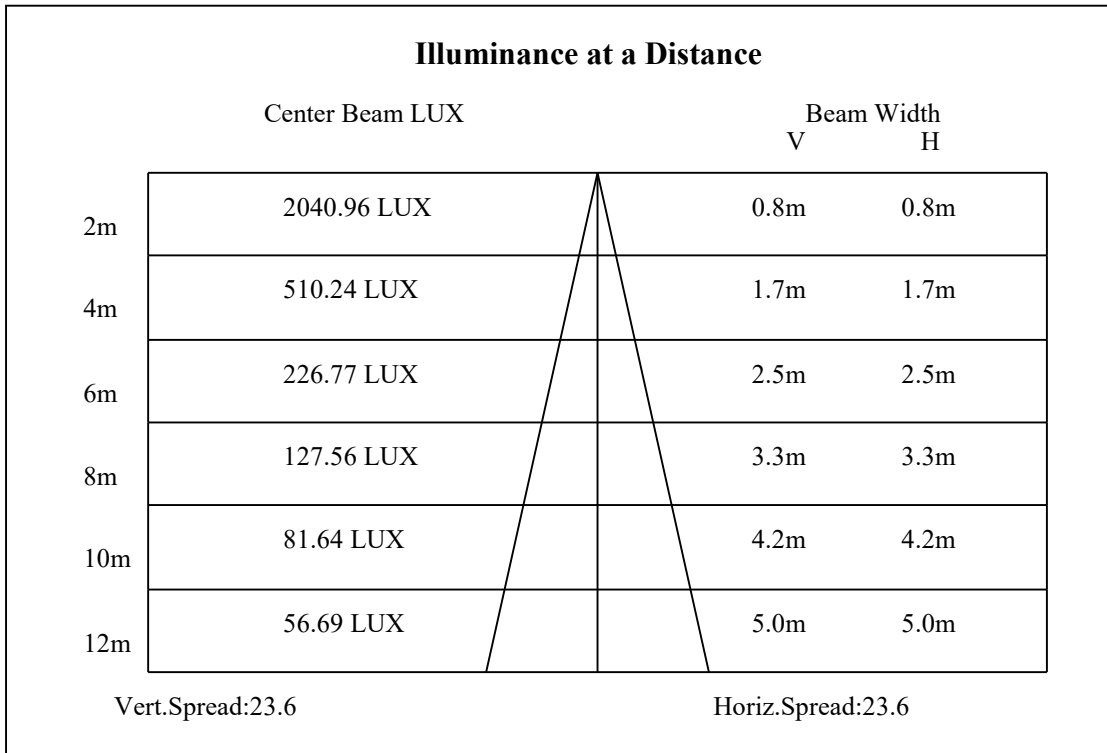 Illuminance at a Distance
Center Beam LUX Beam Width
V H
2m 2040.96 LUX 0.8m 0.8m
4m 510.24 LUX 1.7m 1.7m
6m 226.77 LUX 2.5m 2.5m
8m 127.56 LUX 3.3m 3.3m
10m 81.64 LUX 4.2m 4.2m
12m 56.69 LUX 5.0m 5.0m
Vert.Spread:23.6 Horiz.Spread:23.6